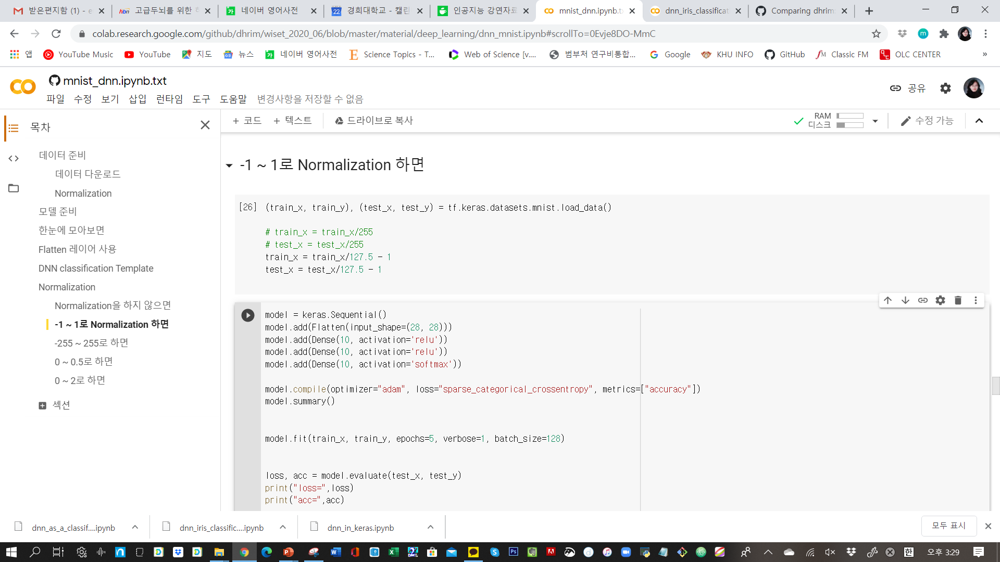 받은편지함 (1) - e
고급두뇌를 위한
네이버 영어사전
경희대학교 - 캘린
인공지능 강연자료
mnist_dnn.ipynb.t
dnn_iris_classificat
Comparing dhrim:
colab.research.google.com/github/dhrim/wiset_2020_06/blob/master/material/deep_learning/dnn_mnist.ipynb#scrollTo=0Evje8DO-MmC
앱
YouTube Music
YouTube
지도
뉴스
네이버 영어사전
Science Topics - T...
Web of Science [v....
범부처 연구비통합...
Google
KHU INFO
GitHub
Classic FM
OLC CENTER
»
mnist_dnn.ipynb.txt
파일 수정 보기 삽입 런타임 도구 도움말 변경사항을 저장할 수 없음
공유
목차
+ 코드 + 텍스트 드라이브로 복사
RAM
디스크
수정 가능
데이터 준비
데이터 다운로드
Normalization
모델 준비
한눈에 모아보면
Flatten 레이어 사용
DNN classification Template
Normalization
Normalization을 하지 않으면
-1 ~ 1로 Normalization 하면
-255 ~ 255로 하면
0 ~ 0.5로 하면
0 ~ 2로 하면
섹션
-1 ~ 1로 Normalization 하면
[26] (train_x, train_y), (test_x, test_y) = tf.keras.datasets.mnist.load_data()
# train_x = train_x/255
# test_x = test_x/255
train_x = train_x/127.5 - 1
test_x = test_x/127.5 - 1
model = keras.Sequential()
model.add(Flatten(input_shape=(28, 28)))
model.add(Dense(10, activation='relu'))
model.add(Dense(10, activation='relu'))
model.add(Dense(10, activation='softmax'))
model.compile(optimizer="adam", loss="sparse_categorical_crossentropy", metrics=["accuracy"])
model.summary()
model.fit(train_x, train_y, epochs=5, verbose=1, batch_size=128)
loss, acc = model.evaluate(test_x, test_y)
print("loss=",loss)
print("acc=",acc)
dnn_as_a_classif....ipynb
dnn_iris_classific....ipynb
dnn_in_keras.ipynb
모두 표시
한
오후 3:29